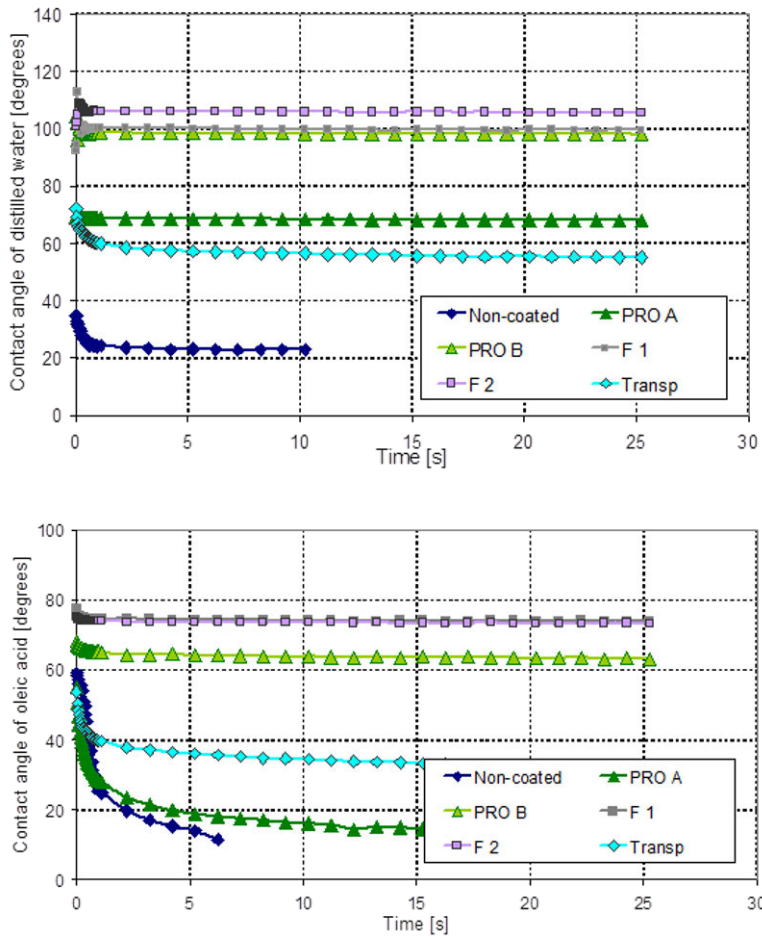 Contact angle of distilled water [degrees]
140
120
100
80
60
40
20
0
Non-coated
PRO A
PRO B
F 1
F 2
Transp
0
5
10
15
20
25
30
Time [s]
Contact angle of oleic acid [degrees]
100
80
60
40
20
0
Non-coated
PRO A
PRO B
F 1
F 2
Transp
0
5
10
15
20
25
30
Time [s]